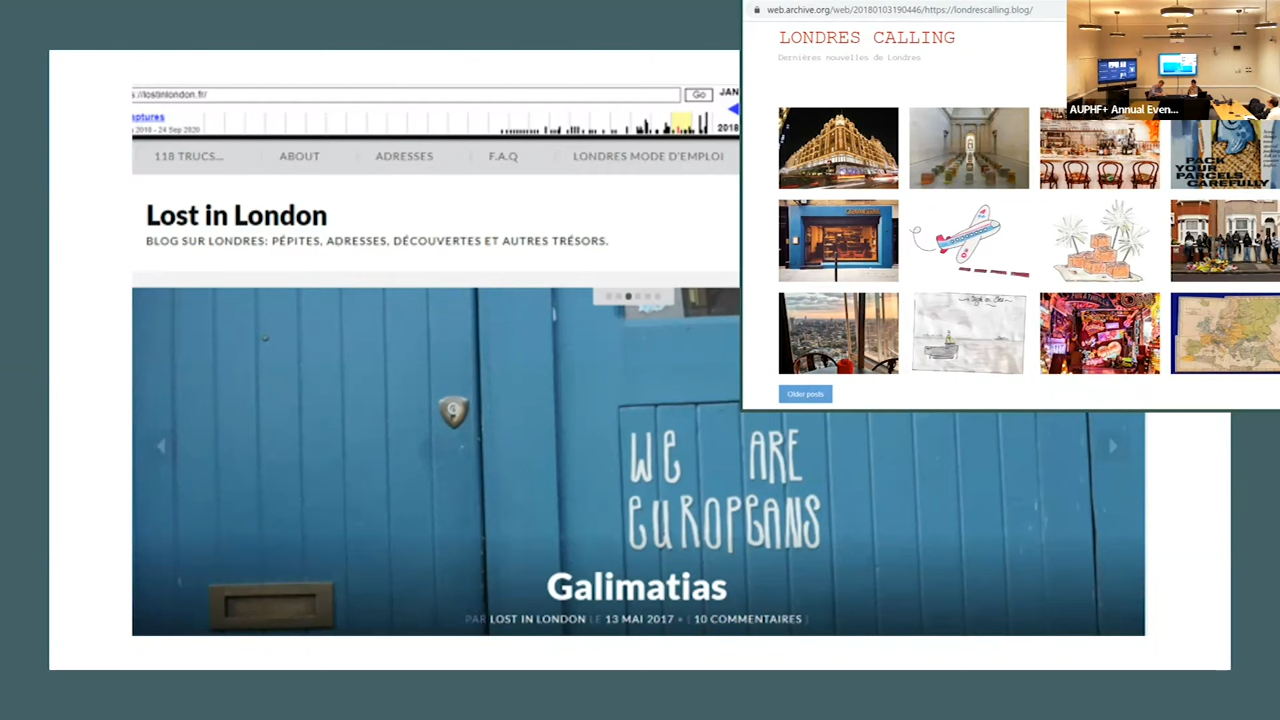 web.archive.org/web/20180103190446/https://londrescalling.blog/
LONDRES CALLING
Dernières nouvelles de Londres
AUPHF+ Annual Even...
PACK
YOUR
PARCELS
CAREFULLY
Older posts
s://lostinlondon.fr/
Go
JAN
aptures
2018 - 24 Sep 2020
2018
118 TRUCS...
ABOUT
ADRESSES
F.A.Q
LONDRES MODE D'EMPLOI
Lost in London
BLOG SUR LONDRES: PÉPITES, ADRESSES, DÉCOUVERTES ET AUTRES TRÉSORS.
WE ARE
EUROPEANS
Galimatias
PAR LOST IN LONDON LE 13 MAI 2017 • | 10 COMMENTAIRES |